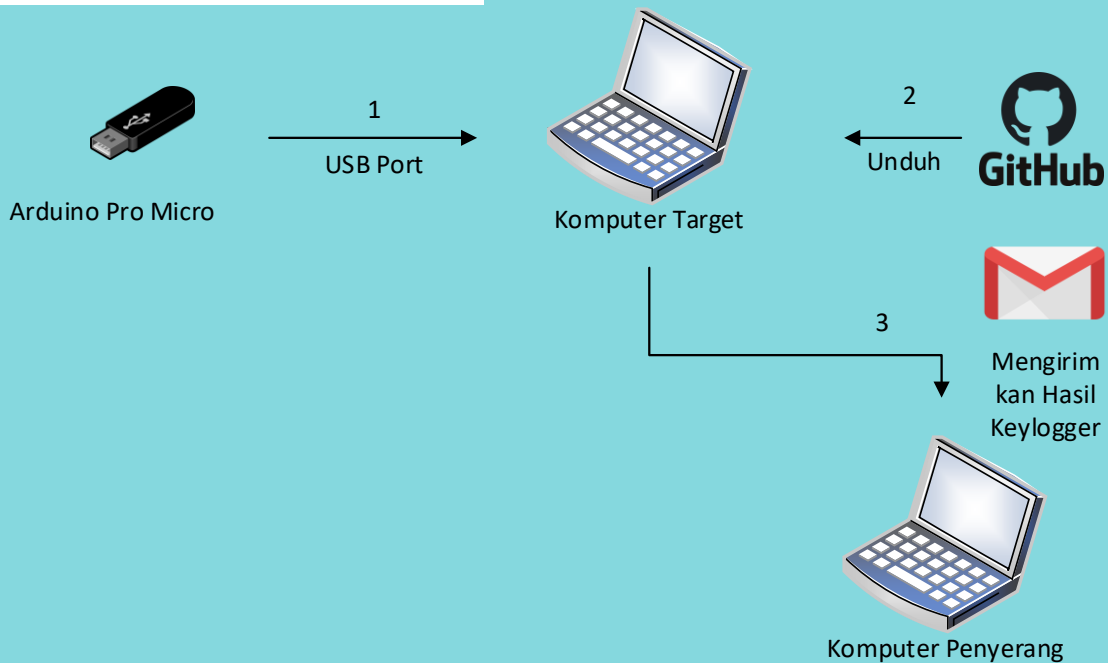 1
USB Port
Arduino Pro Micro
Komputer Target
2
Unduh
GitHub
3
Mengirim
kan Hasil
Keylogger
Komputer Penyerang